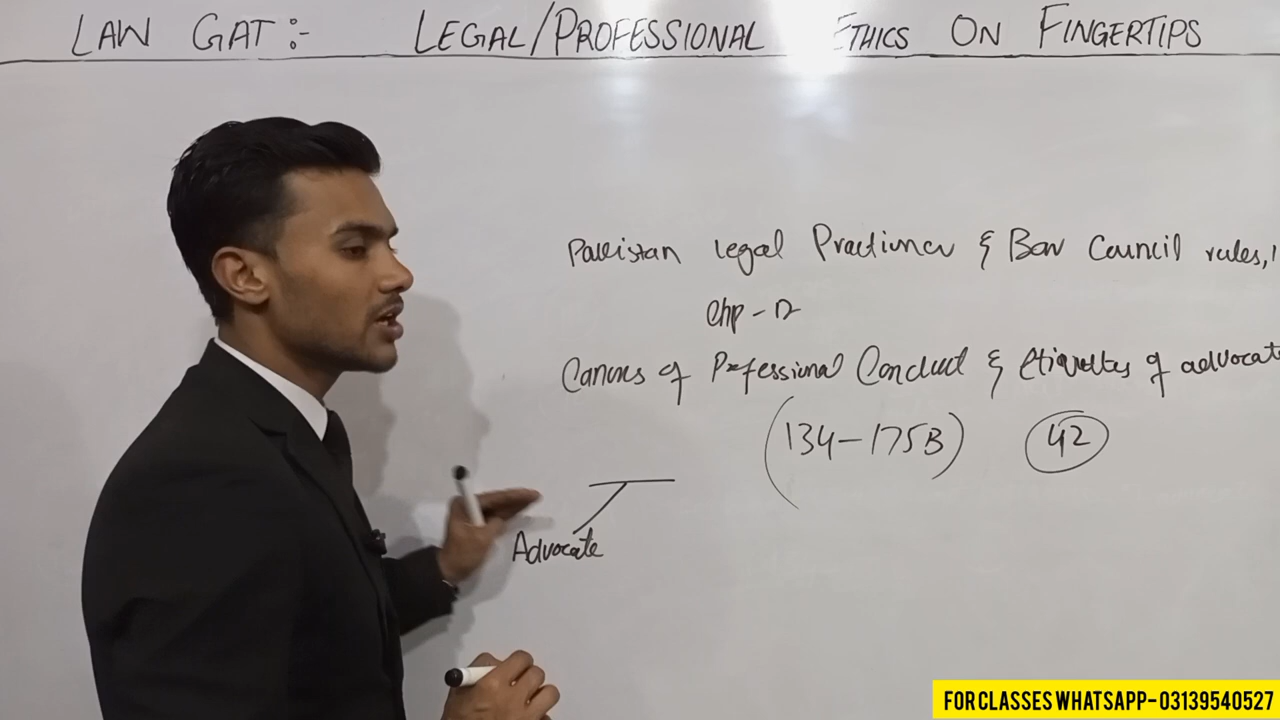 LAW GAT:- LEGAL/PROFESSIONAL ETHICS ON FINGERTIPS
Pakistan legal Practioner & Bar Council rules, 1
Chp - 12
Canons of Professional Conduct & etiquettes of advocate
(134-175B) 42
Advocate
FOR CLASSES WHATSAPP- 03139540527